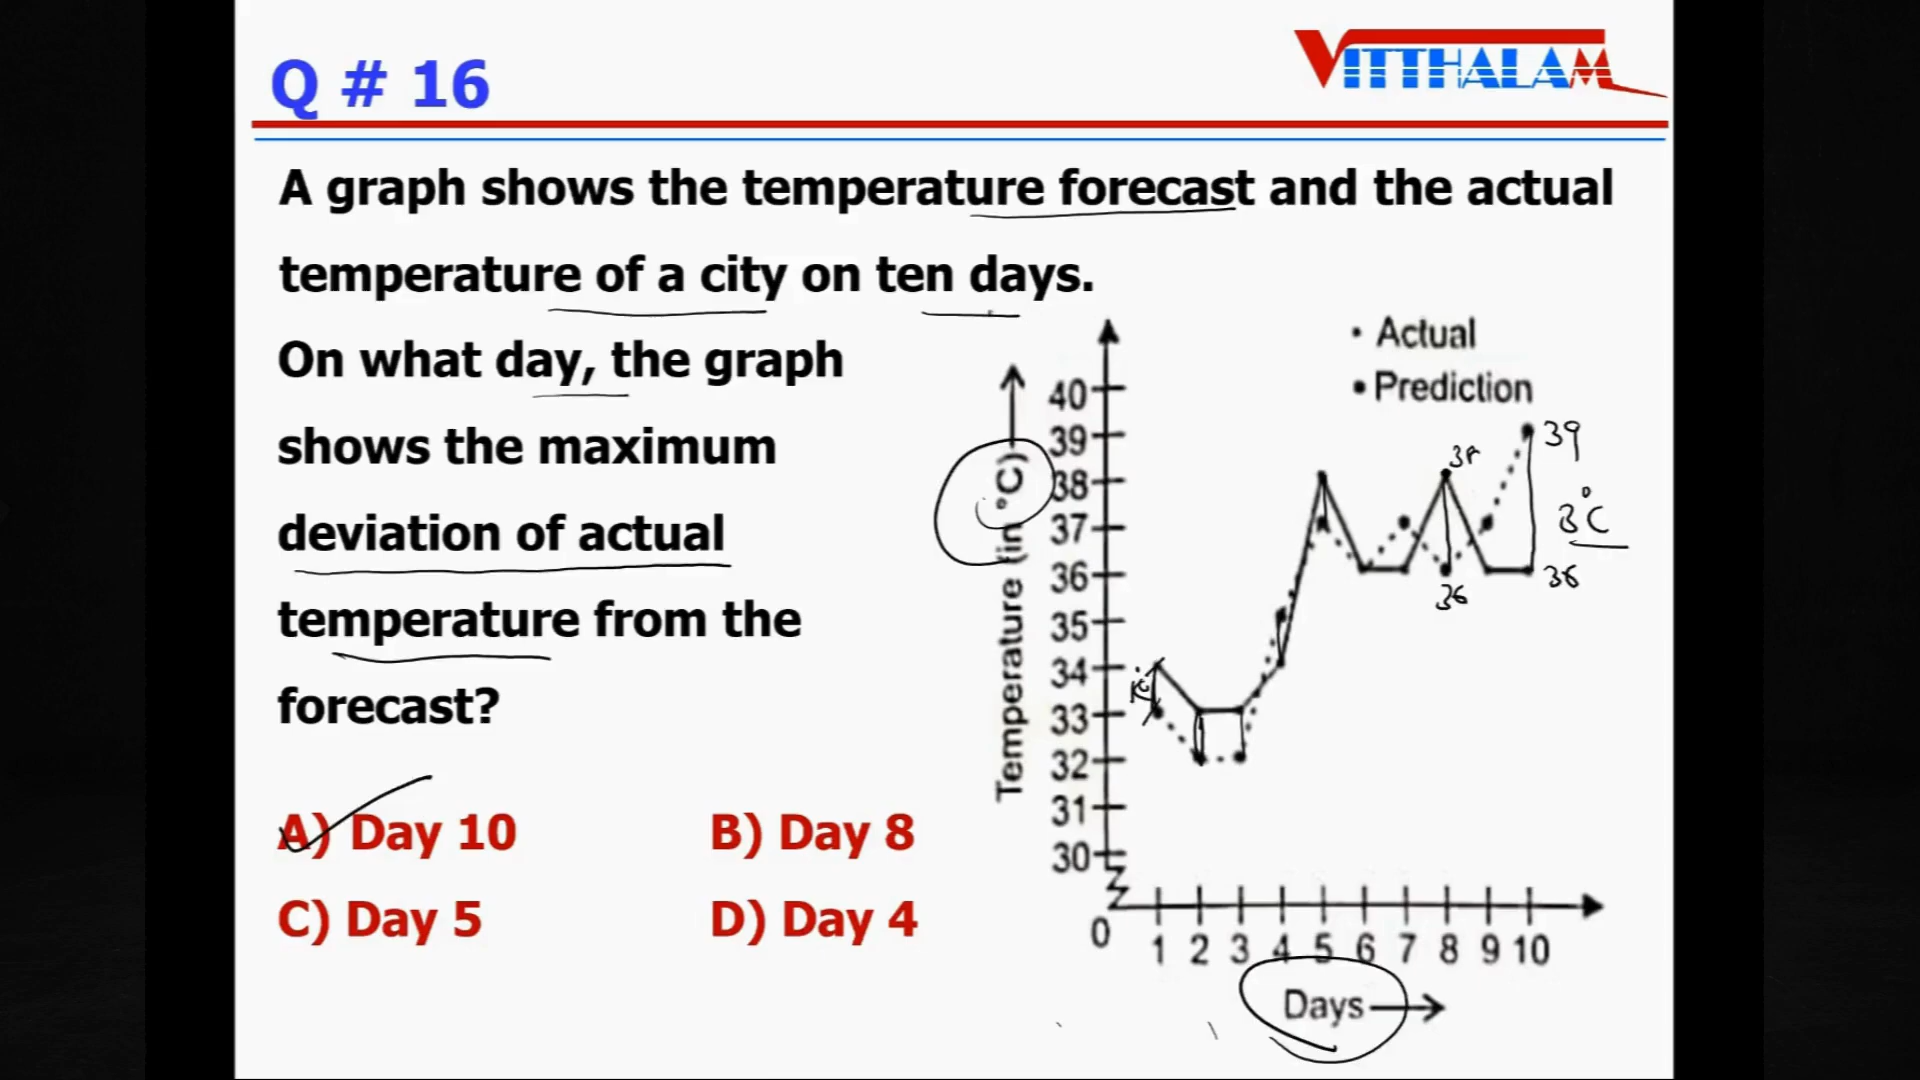 Q # 16
VITTHALAM
A graph shows the temperature forecast and the actual
temperature of a city on ten days.
On what day, the graph
shows the maximum
deviation of actual
temperature from the
forecast?
A) Day 10
B) Day 8
C) Day 5
D) Day 4
• Actual
• Prediction
Temperature (in °C)
40
39
38
37
36
35
34
33
32
31
30
0
1 2 3 4 5 6 7 8 9 10
Days
39
38
3°C
36
36